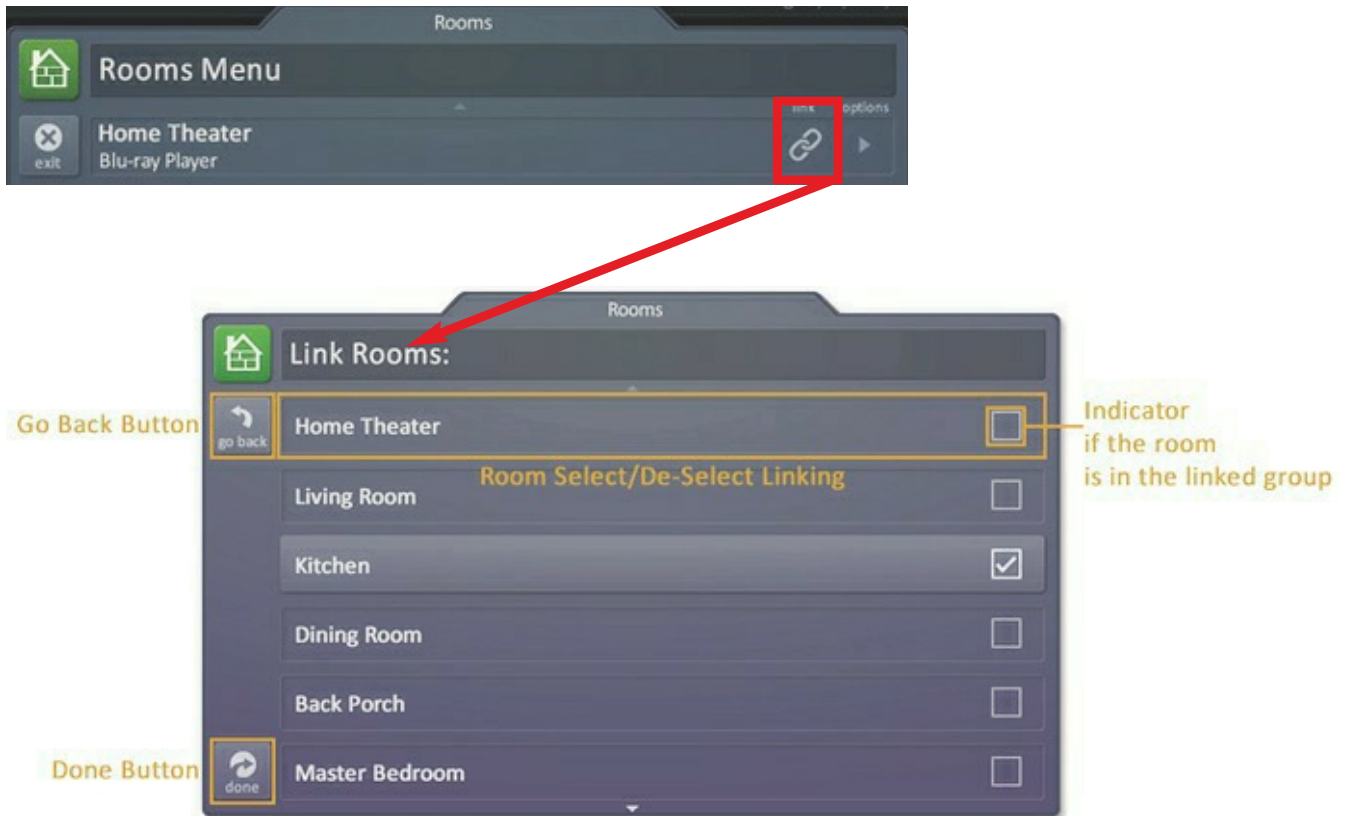 Rooms
Rooms Menu
link options
Home Theater
exit
Blu-ray Player
Rooms
Link Rooms:
Go Back Button
go back
Home Theater
Indicator
if the room
is in the linked group
Room Select/De-Select Linking
Living Room
Kitchen
Dining Room
Back Porch
Done Button
done
Master Bedroom